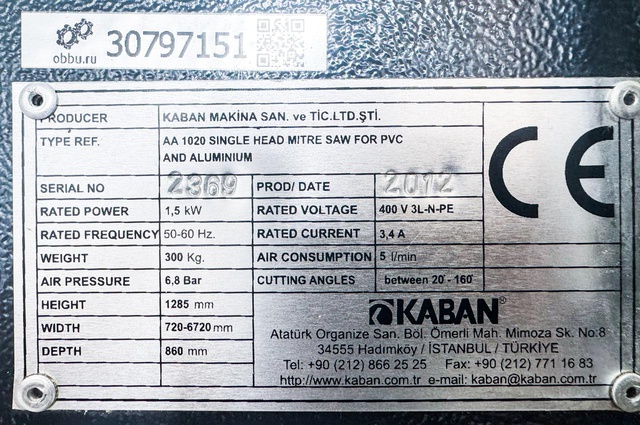 obbu.ru
30797151
PRODUCER KABAN MAKİNA SAN. ve TİC.LTD.ŞTİ.
TYPE REF. AA 1020 SINGLE HEAD MITRE SAW FOR PVC
AND ALUMINIUM
CE
SERIAL NO 2369 PROD/ DATE 2012
RATED POWER 1,5 kW RATED VOLTAGE 400 V 3L-N-PE
RATED FREQUENCY 50-60 Hz. RATED CURRENT 3,4 A
WEIGHT 300 Kg. AIR CONSUMPTION 5 l/min
AIR PRESSURE 6,8 Bar CUTTING ANGLES between 20° - 160°
HEIGHT 1285 mm
WIDTH 720-6720 mm
DEPTH 860 mm
KABAN®
Atatürk Organize San. Böl. Ömerli Mah. Mimoza Sk. No:8
34555 Hadımköy / İSTANBUL / TÜRKİYE
Tel: +90 (212) 866 25 25 Fax: +90 (212) 771 16 83
http://www.kaban.com.tr e-mail: kaban@kaban.com.tr